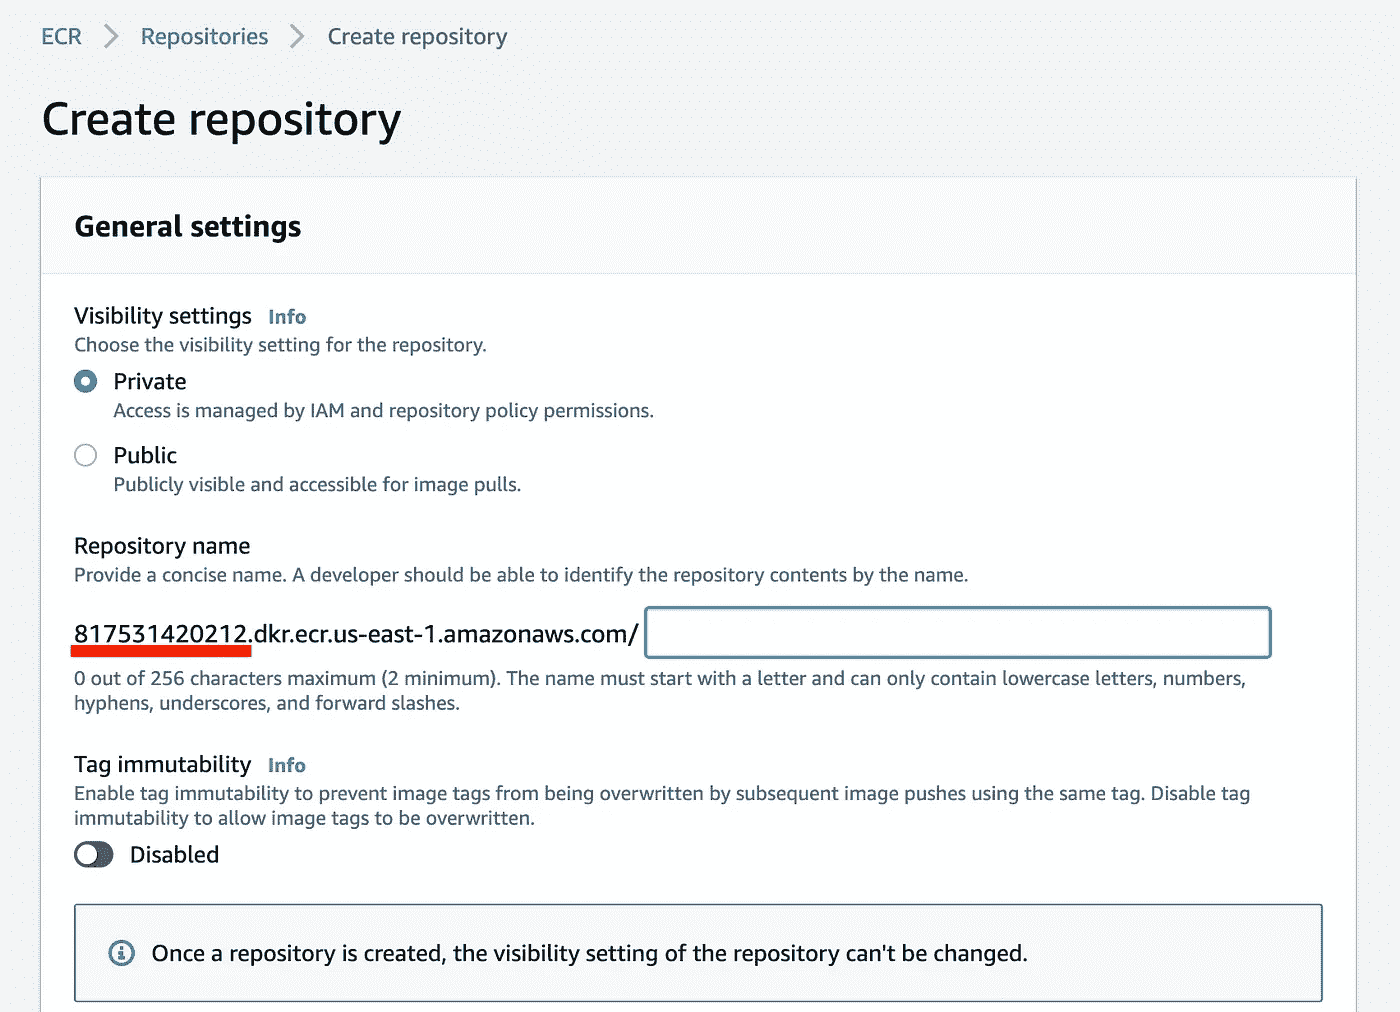 ECR > Repositories > Create repository
Create repository
General settings
Visibility settings Info
Choose the visibility setting for the repository.
Private
Access is managed by IAM and repository policy permissions.
Public
Publicly visible and accessible for image pulls.
Repository name
Provide a concise name. A developer should be able to identify the repository contents by the name.
817531420212.dkr.ecr.us-east-1.amazonaws.com/
0 out of 256 characters maximum (2 minimum). The name must start with a letter and can only contain lowercase letters, numbers,
hyphens, underscores, and forward slashes.
Tag immutability Info
Enable tag immutability to prevent image tags from being overwritten by subsequent image pushes using the same tag. Disable tag
immutability to allow image tags to be overwritten.
Disabled
Once a repository is created, the visibility setting of the repository can't be changed.